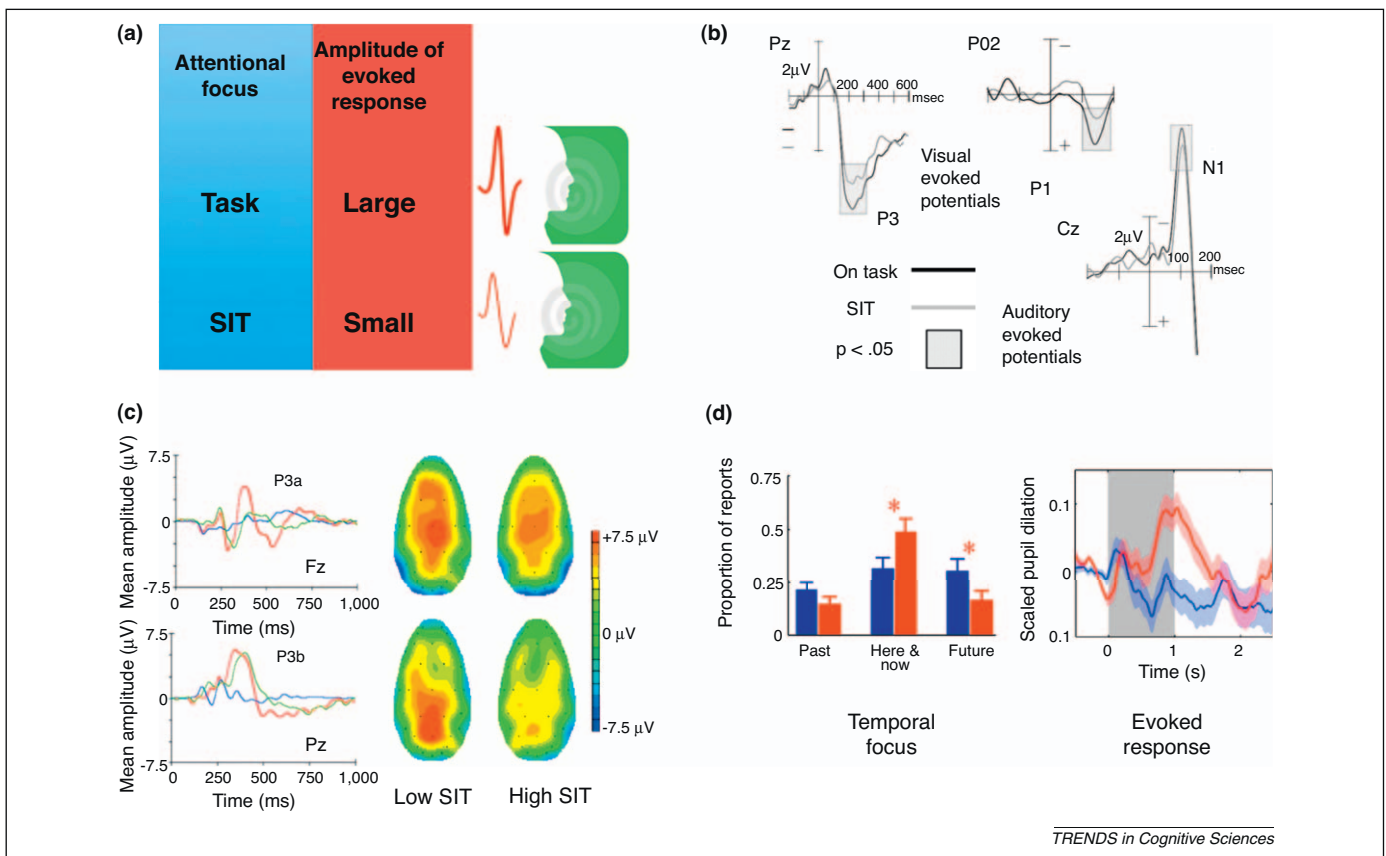 (a)
Attentional
focus
Amplitude of
evoked
response
Task
Large
SIT
Small
(b)
Pz
2μV
200 400 600
msec
P3
Visual
evoked
potentials
P02
−
+
P1
N1
Cz
2μV
−
100 200
msec
+
On task
SIT
p < .05
Auditory
evoked
potentials
(c)
Mean amplitude (μV)
7.5
0
-7.5
P3a
Fz
0 250 500 750 1,000
Time (ms)
Mean amplitude (μV)
7.5
0
-7.5
P3b
Pz
0 250 500 750 1,000
Time (ms)
+7.5 μV
0 μV
-7.5 μV
Low SIT
High SIT
(d)
Proportion of reports
0.75
0.5
0.25
0
*
*
Past
Here &
now
Future
Temporal
focus
Scaled pupil dilation
0.1
0
0.1
0 1 2
Time (s)
Evoked
response
TRENDS in Cognitive Sciences